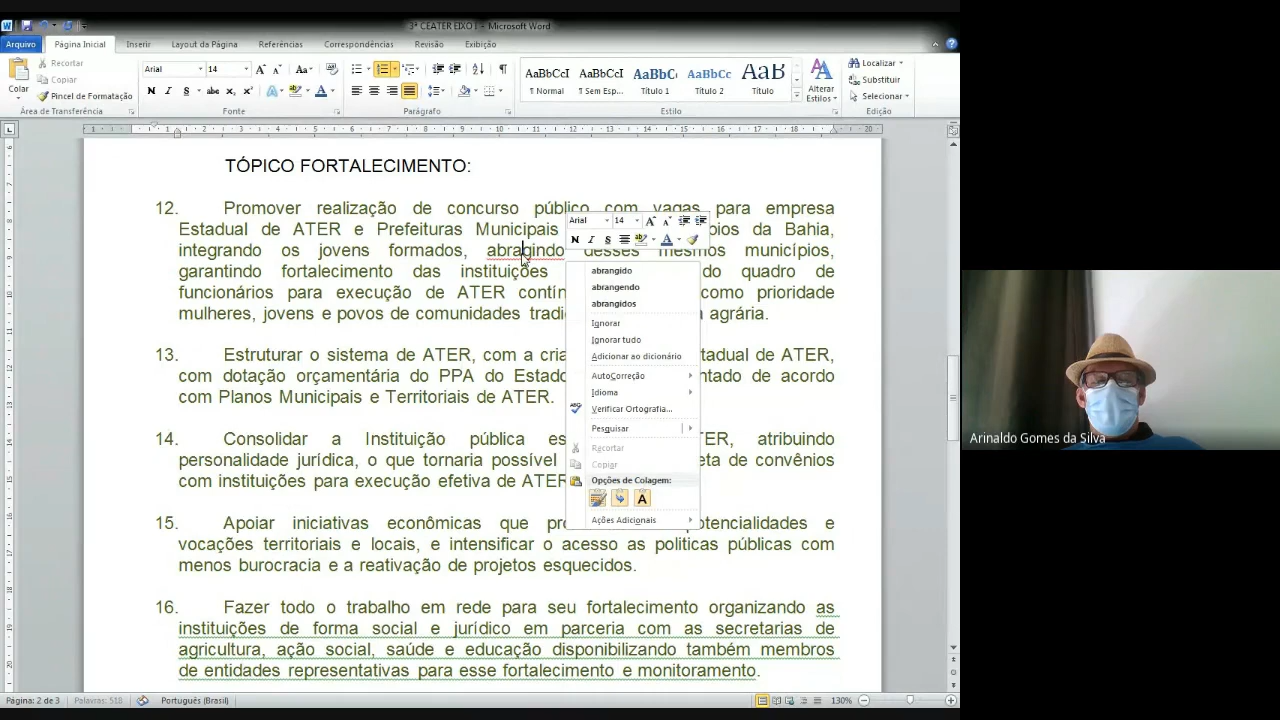 3ª CEATER EIXO I - Microsoft Word
Arquivo Página Inicial Inserir Layout da Página Referências Correspondências Revisão Exibição
Colar
Recortar
Copiar
Pincel de Formatação
Área de Transferência
Arial 14
Fonte
Parágrafo
AaBbCcI AaBbCcI AaBbC AaBbCcI AaB
¶ Normal ¶ Sem Esp... Título 1 Título 2 Título
Estilo
Alterar
Estilos
Localizar
Substituir
Selecionar
Edição
TÓPICO FORTALECIMENTO:
12. Promover realização de concurso público com vagas para empresa
Estadual de ATER e Prefeituras Municipais pios da Bahia,
integrando os jovens formados, abragindo desses mesmos municípios,
garantindo fortalecimento das instituições do quadro de
funcionários para execução de ATER contín como prioridade
mulheres, jovens e povos de comunidades tradi a agrária.
13. Estruturar o sistema de ATER, com a cria stadual de ATER,
com dotação orçamentária do PPA do Estado ntado de acordo
com Planos Municipais e Territoriais de ATER.
14. Consolidar a Instituição pública es TER, atribuindo
personalidade jurídica, o que tornaria possível eta de convênios
com instituições para execução efetiva de ATER
15. Apoiar iniciativas econômicas que pro otencialidades e
vocações territoriais e locais, e intensificar o acesso as politicas públicas com
menos burocracia e a reativação de projetos esquecidos.
16. Fazer todo o trabalho em rede para seu fortalecimento organizando as
instituições de forma social e jurídico em parceria com as secretarias de
agricultura, ação social, saúde e educação disponibilizando também membros
de entidades representativas para esse fortalecimento e monitoramento.
Arial 14
abrangido
abrangendo
abrangidos
Ignorar
Ignorar tudo
Adicionar ao dicionário
AutoCorreção
Idioma
Verificar Ortografia...
Pesquisar
Recortar
Copiar
Opções de Colagem:
Ações Adicionais
Página: 2 de 3 Palavras: 518 Português (Brasil) 130%
Arinaldo Gomes da Silva